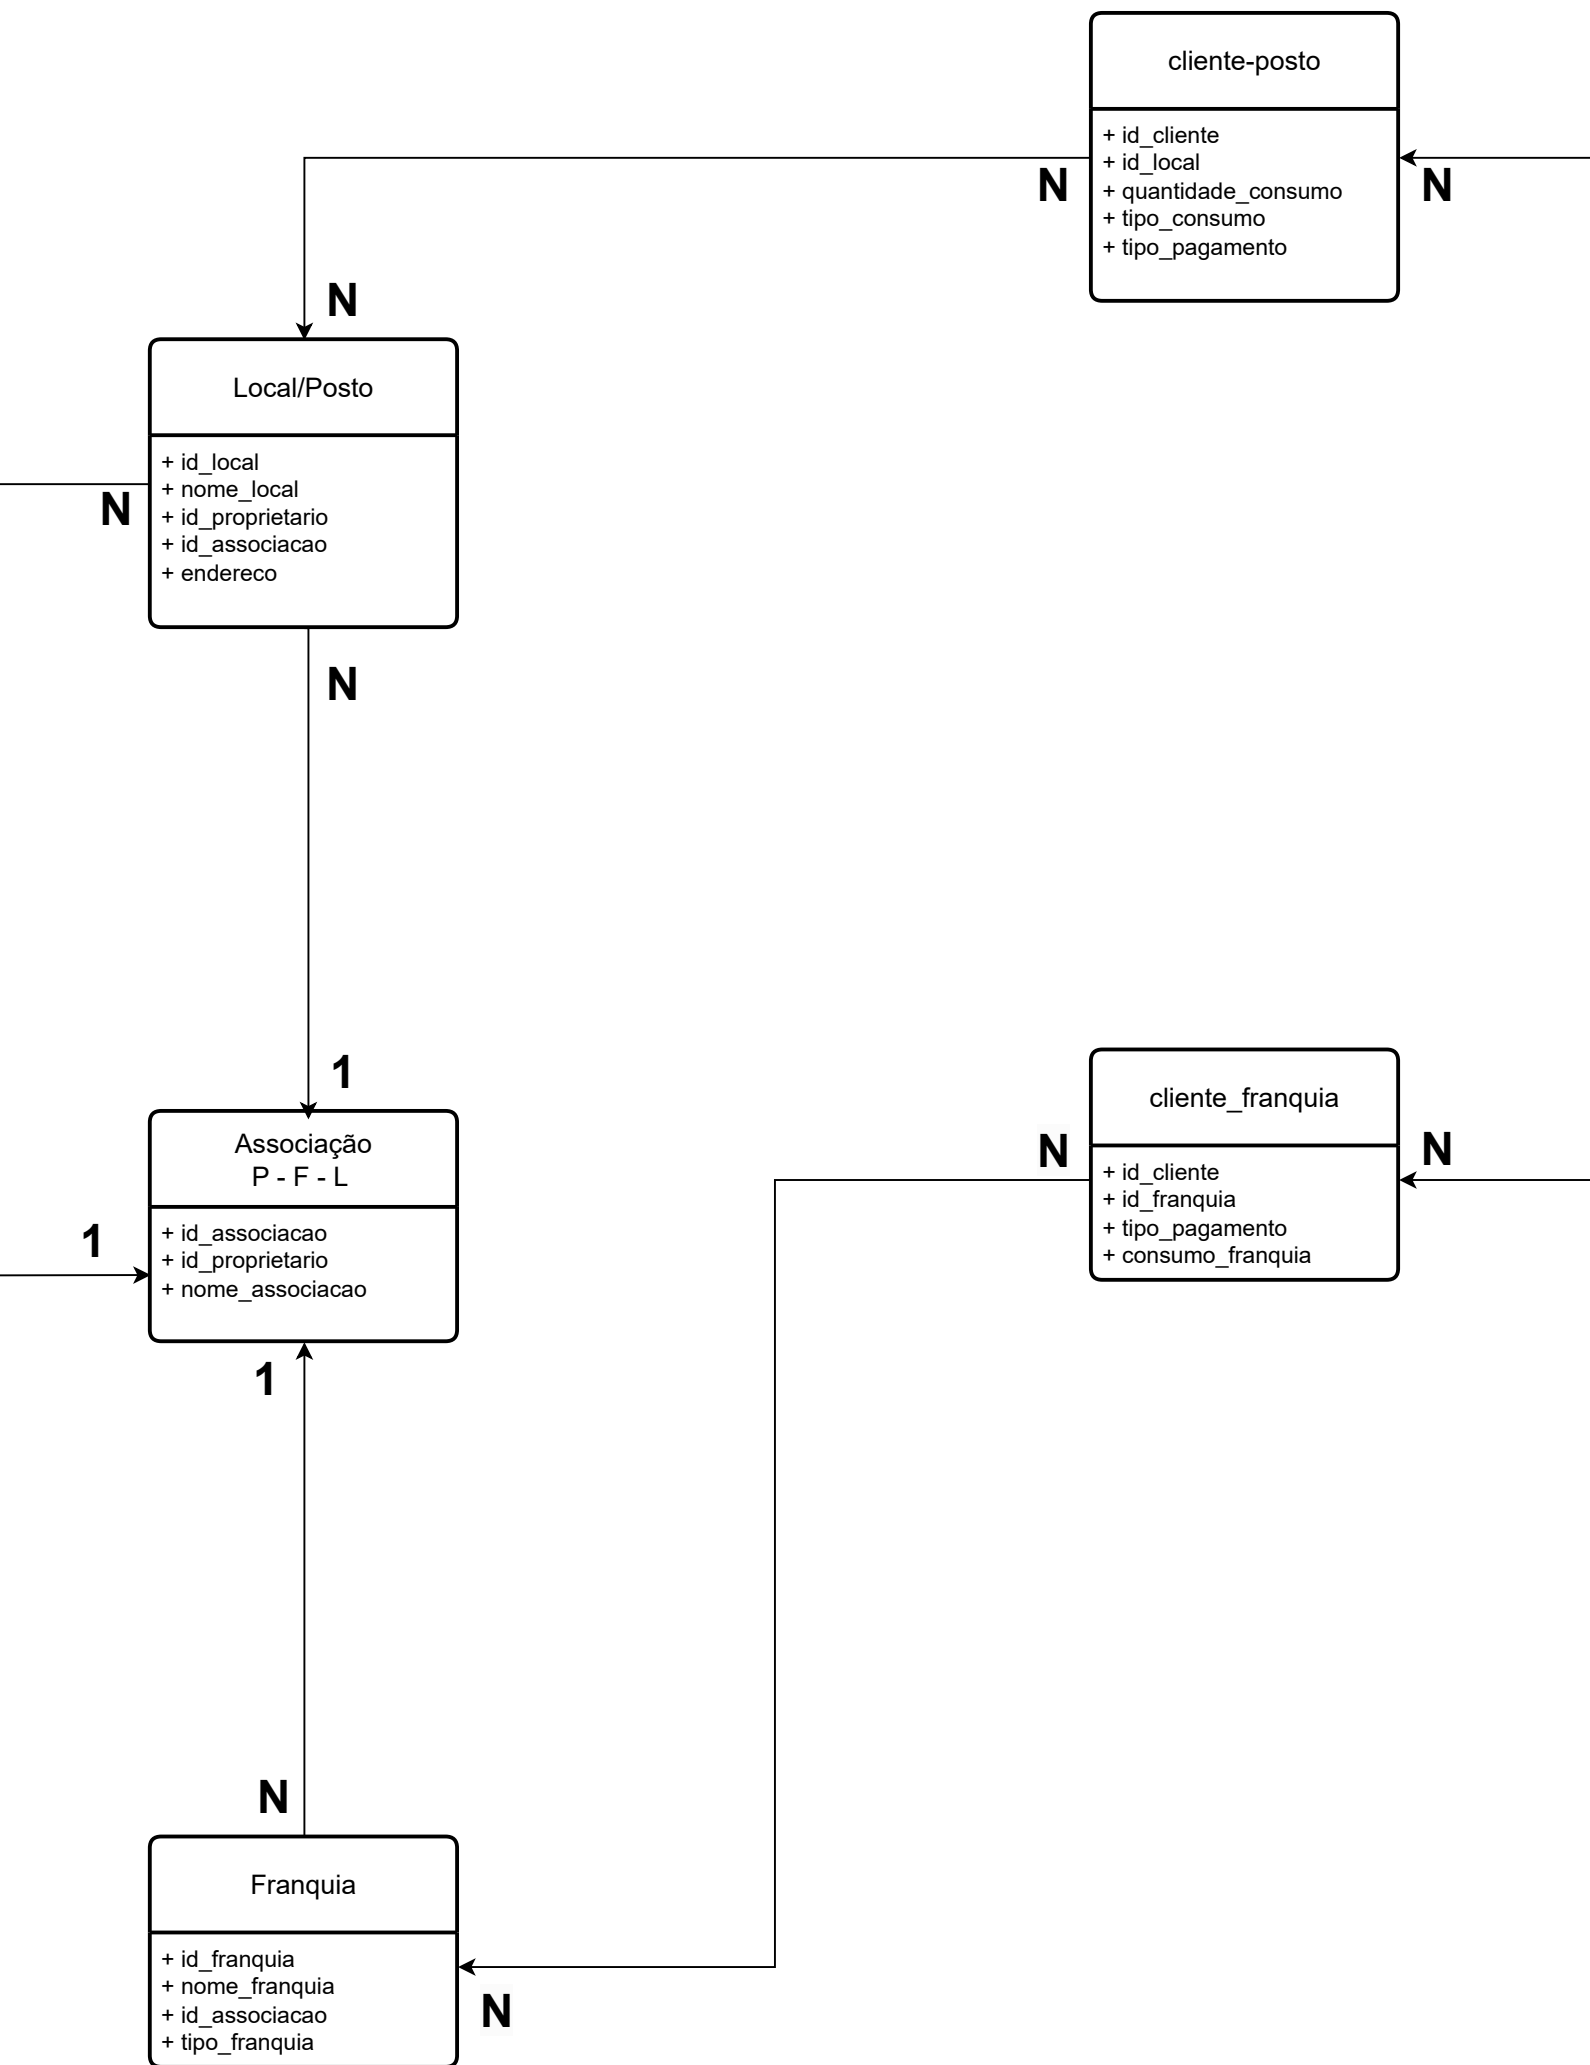 cliente-posto
+ id_cliente
+ id_local
+ quantidade_consumo
+ tipo_consumo
+ tipo_pagamento
N
N
N
Local/Posto
+ id_local
+ nome_local
+ id_proprietario
+ id_associacao
+ endereco
N
N
1
Associação
P - F - L
+ id_associacao
+ id_proprietario
+ nome_associacao
1
1
cliente_franquia
+ id_cliente
+ id_franquia
+ tipo_pagamento
+ consumo_franquia
N
N
N
Franquia
+ id_franquia
+ nome_franquia
+ id_associacao
+ tipo_franquia
N